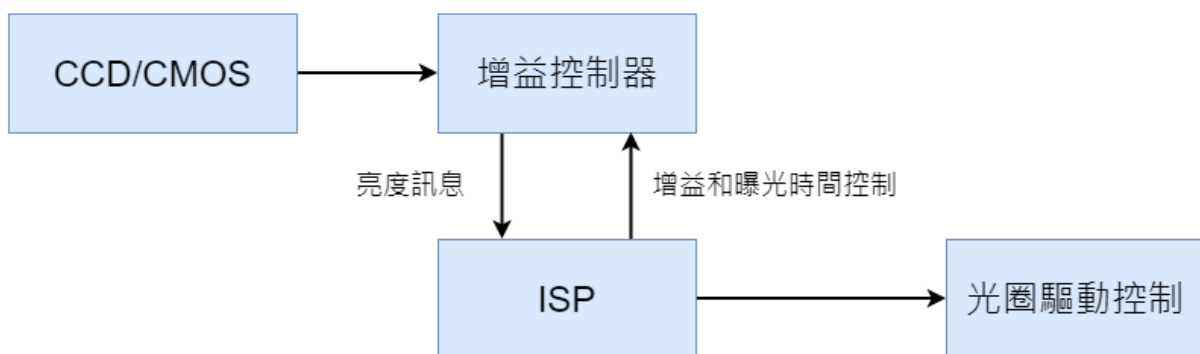 CCD/CMOS
增益控制器
亮度訊息
增益和曝光時間控制
ISP
光圈驅動控制